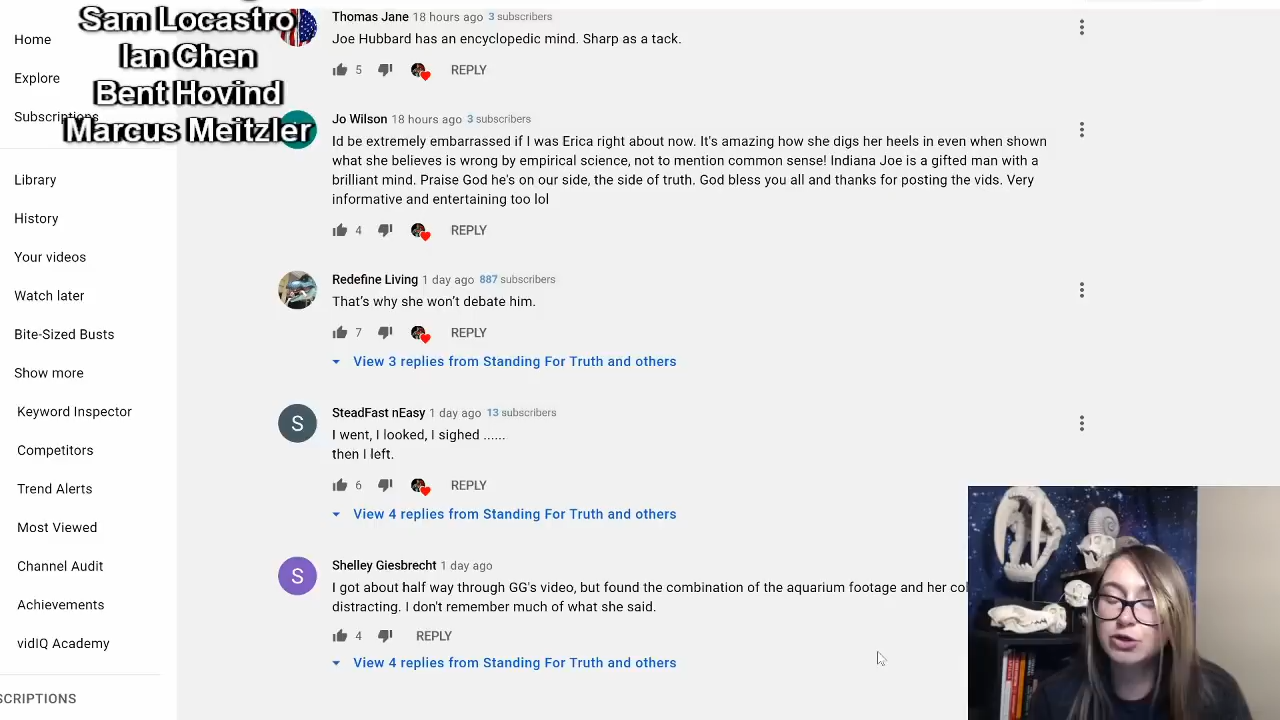 Sam Locastro
Ian Chen
Bent Hovind
Marcus Meitzler
Home
Explore
Subscriptions
Library
History
Your videos
Watch later
Bite-Sized Busts
Show more
Keyword Inspector
Competitors
Trend Alerts
Most Viewed
Channel Audit
Achievements
vidIQ Academy
SCRIPTIONS
Thomas Jane 18 hours ago 3 subscribers
Joe Hubbard has an encyclopedic mind. Sharp as a tack.
5 REPLY
Jo Wilson 18 hours ago 3 subscribers
Id be extremely embarrassed if I was Erica right about now. It's amazing how she digs her heels in even when shown
what she believes is wrong by empirical science, not to mention common sense! Indiana Joe is a gifted man with a
brilliant mind. Praise God he's on our side, the side of truth. God bless you all and thanks for posting the vids. Very
informative and entertaining too lol
4 REPLY
Redefine Living 1 day ago 887 subscribers
That's why she won't debate him.
7 REPLY
View 3 replies from Standing For Truth and others
S
SteadFast nEasy 1 day ago 13 subscribers
I went, I looked, I sighed ......
then I left.
6 REPLY
View 4 replies from Standing For Truth and others
S
Shelley Giesbrecht 1 day ago
I got about half way through GG's video, but found the combination of the aquarium footage and her co
distracting. I don't remember much of what she said.
4 REPLY
View 4 replies from Standing For Truth and others